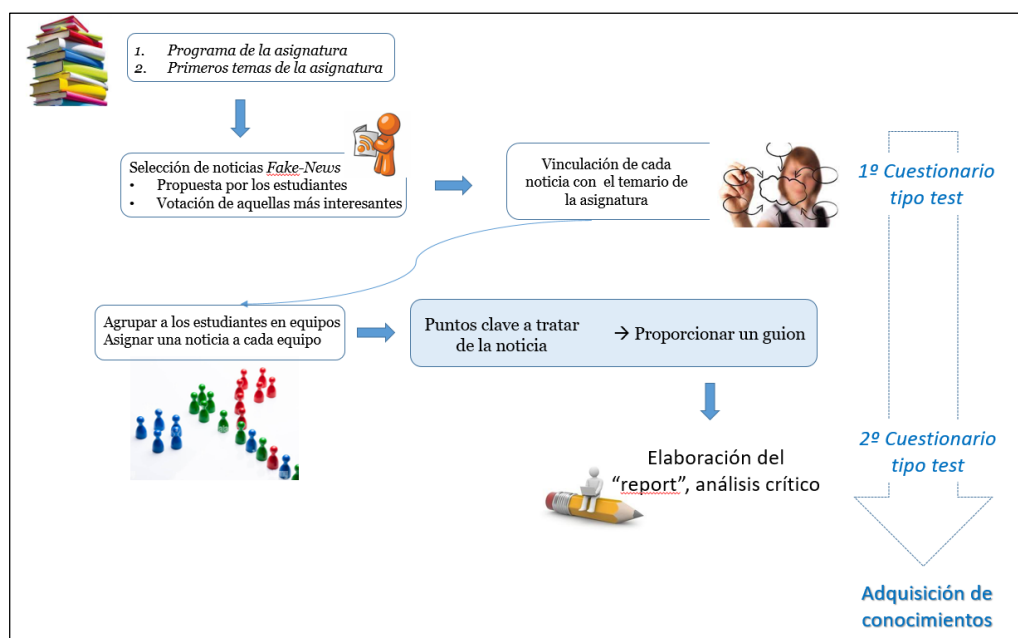 1. Programa de la asignatura
2. Primeros temas de la asignatura
Selección de noticias Fake-News
• Propuesta por los estudiantes
• Votación de aquellas más interesantes
Vinculación de cada
noticia con el temario de
la asignatura
1º Cuestionario
tipo test
Agrupar a los estudiantes en equipos
Asignar una noticia a cada equipo
Puntos clave a tratar
de la noticia
→ Proporcionar un guion
2º Cuestionario
tipo test
Elaboración del
“report”, análisis crítico
Adquisición de
conocimientos